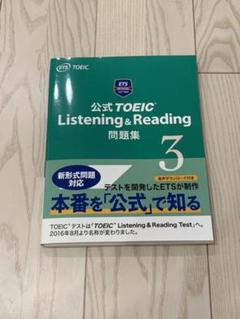 ETS TOEIC
ETS
公式 TOEIC
Listening & Reading
問題集
3
音声ダウンロード付き
新形式問題
対応
テストを開発したETSが制作
本番を「公式」で知る
TOEIC テストは「TOEIC Listening & Reading Test」へ。
2016年8月より名称が変わりました。